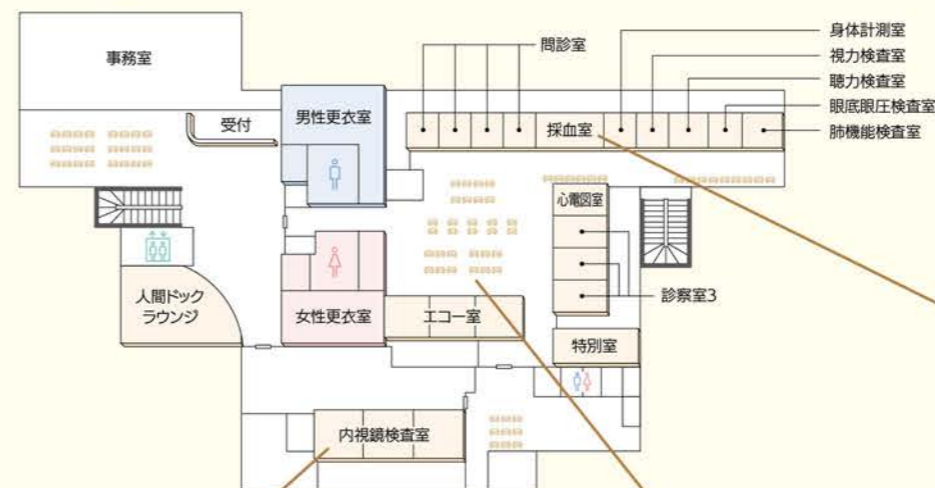 身体計測室
問診室
視力検査室
事務室
聴力検査室
眼底眼圧検査室
受付
男性更衣室
採血室
肺機能検査室
心電図室
人間ドック
ラウンジ
診察室3
女性更衣室
エコー室
特別室
内視鏡検査室